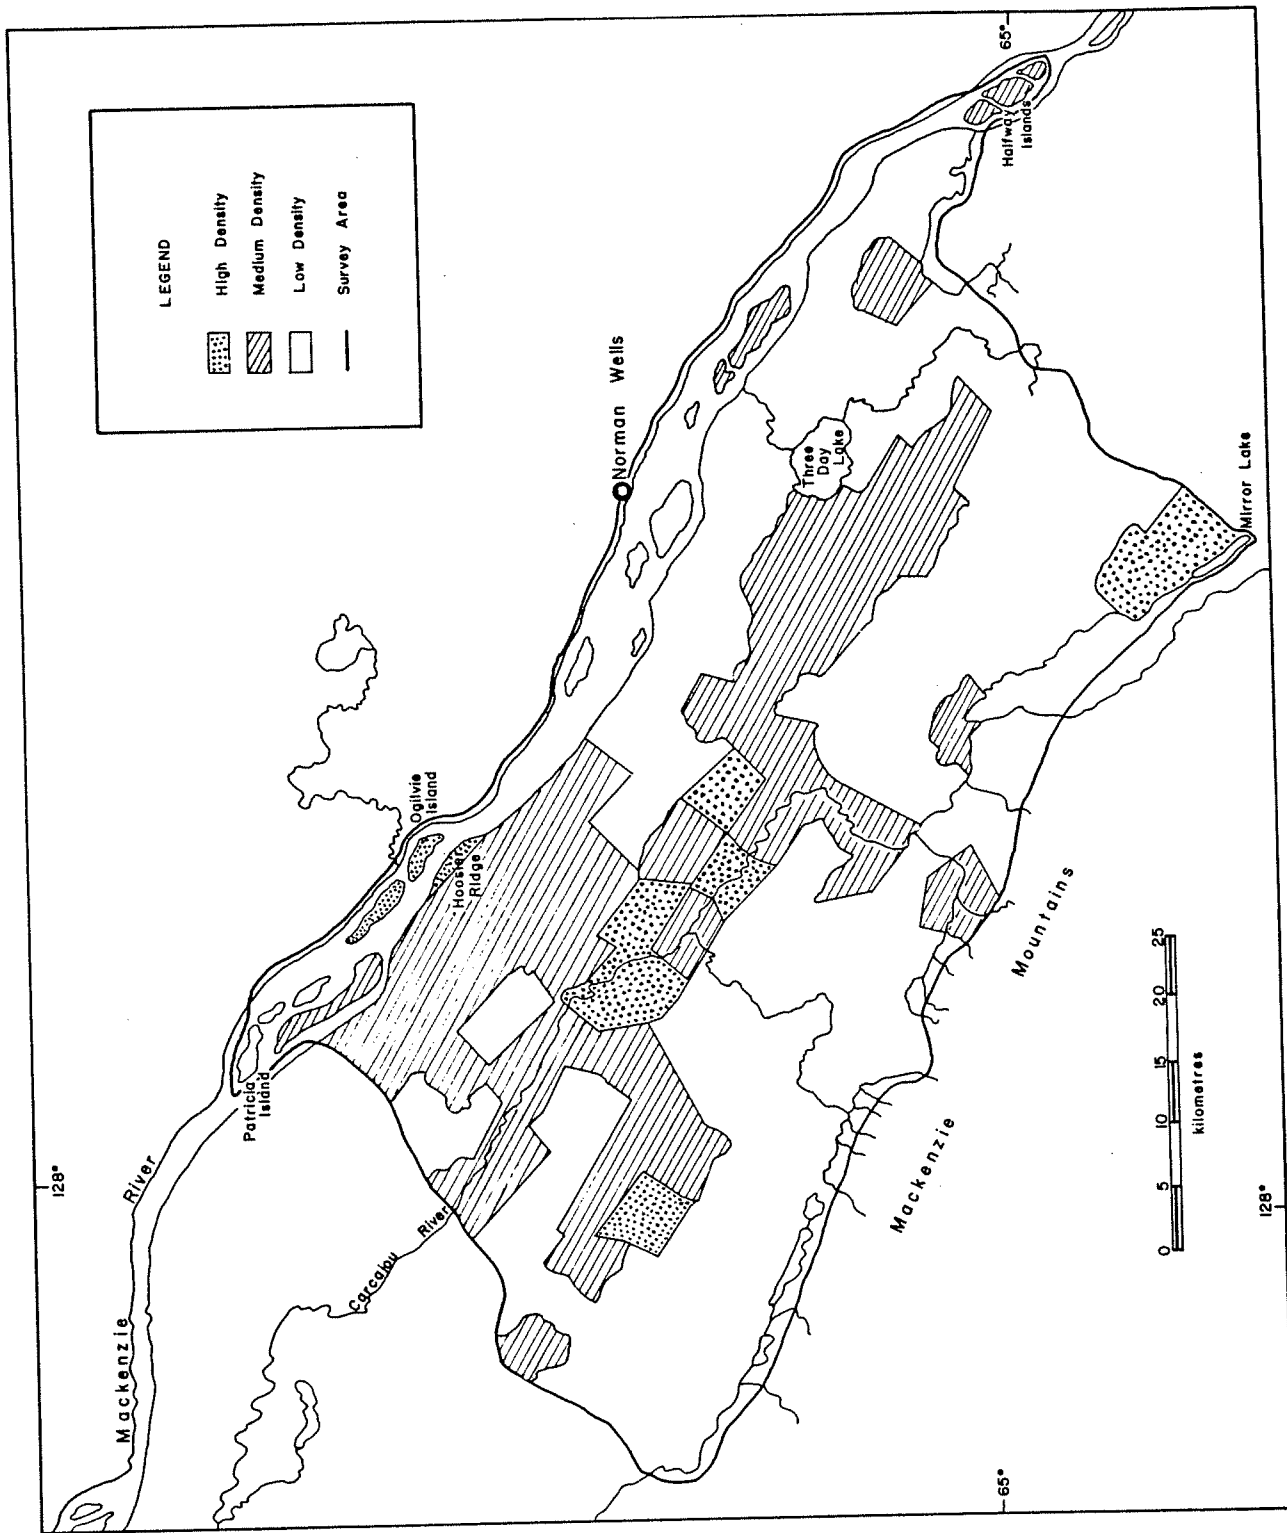 LEGEND
High Density
Medium Density
Low Density
Survey Area
128°
65°
Mackenzie
River
Patricia
Island
Ogilvie
Island
Hoosier
Ridge
Norman Wells
Carcajou
River
Three
Day
Lake
Halfway
Islands
Mirror Lake
Mackenzie
Mountains
0 5 10 15 20 25
kilometres
128°
65°